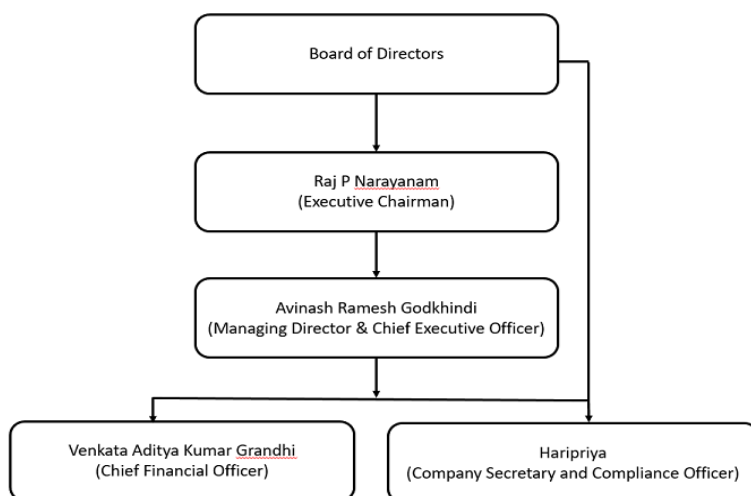 Board of Directors
Raj P Narayanam
(Executive Chairman)
Avinash Ramesh Godkhindi
(Managing Director & Chief Executive Officer)
Venkata Aditya Kumar Grandhi
(Chief Financial Officer)
Haripriya
(Company Secretary and Compliance Officer)